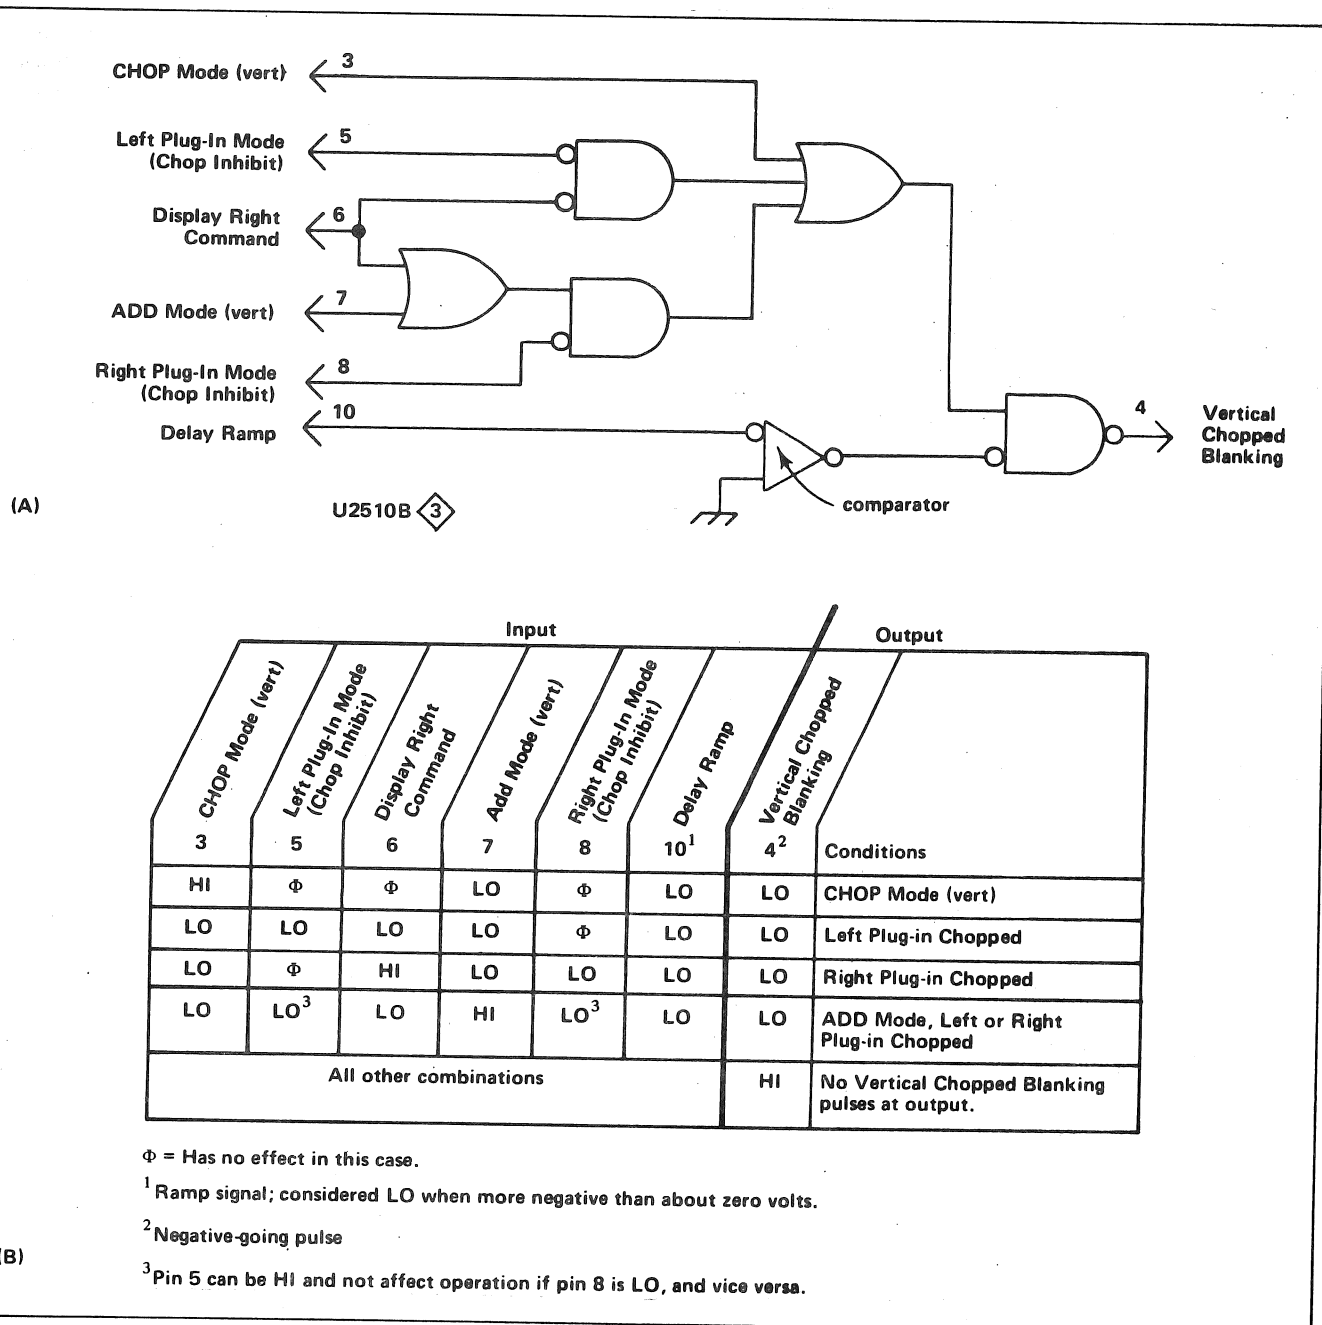 CHOP Mode (vert)
3
Left Plug-In Mode
(Chop Inhibit)
5
Display Right
Command
6
ADD Mode (vert)
7
Right Plug-In Mode
(Chop Inhibit)
8
Delay Ramp
10
4
Vertical
Chopped
Blanking
comparator
(A)
U2510B 3
Input
Output
CHOP Mode (vert)
Left Plug-In Mode
(Chop Inhibit)
Display Right
Command
Add Mode (vert)
Right Plug-In Mode
(Chop Inhibit)
Delay Ramp
Vertical Chopped
Blanking
3 5 6 7 8 10¹ 4² Conditions
HI Φ Φ LO Φ LO LO CHOP Mode (vert)
LO LO LO LO Φ LO LO Left Plug-in Chopped
LO Φ HI LO LO LO LO Right Plug-in Chopped
LO LO³ LO HI LO³ LO LO ADD Mode, Left or Right
Plug-in Chopped
All other combinations HI No Vertical Chopped Blanking
pulses at output.
Φ = Has no effect in this case.
¹Ramp signal; considered LO when more negative than about zero volts.
²Negative-going pulse
(B)
³Pin 5 can be HI and not affect operation if pin 8 is LO, and vice versa.